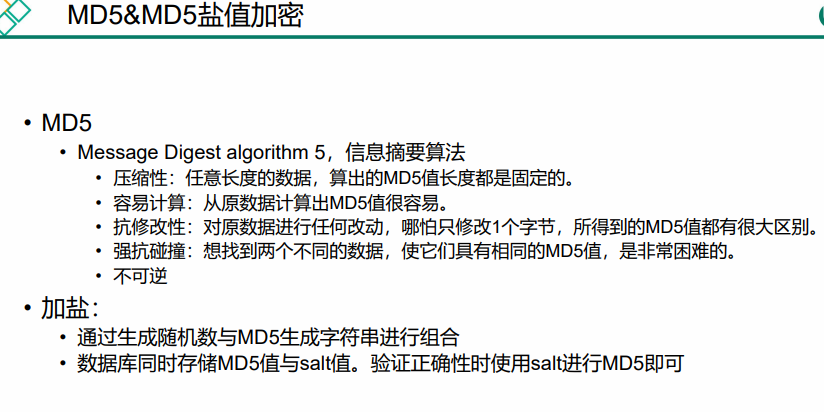 MD5&MD5盐值加密
• MD5
• Message Digest algorithm 5，信息摘要算法
• 压缩性：任意长度的数据，算出的MD5值长度都是固定的。
• 容易计算：从原数据计算出MD5值很容易。
• 抗修改性：对原数据进行任何改动，哪怕只修改1个字节，所得到的MD5值都有很大区别。
• 强抗碰撞：想找到两个不同的数据，使它们具有相同的MD5值，是非常困难的。
• 不可逆
• 加盐：
• 通过生成随机数与MD5生成字符串进行组合
• 数据库同时存储MD5值与salt值。验证正确性时使用salt进行MD5即可